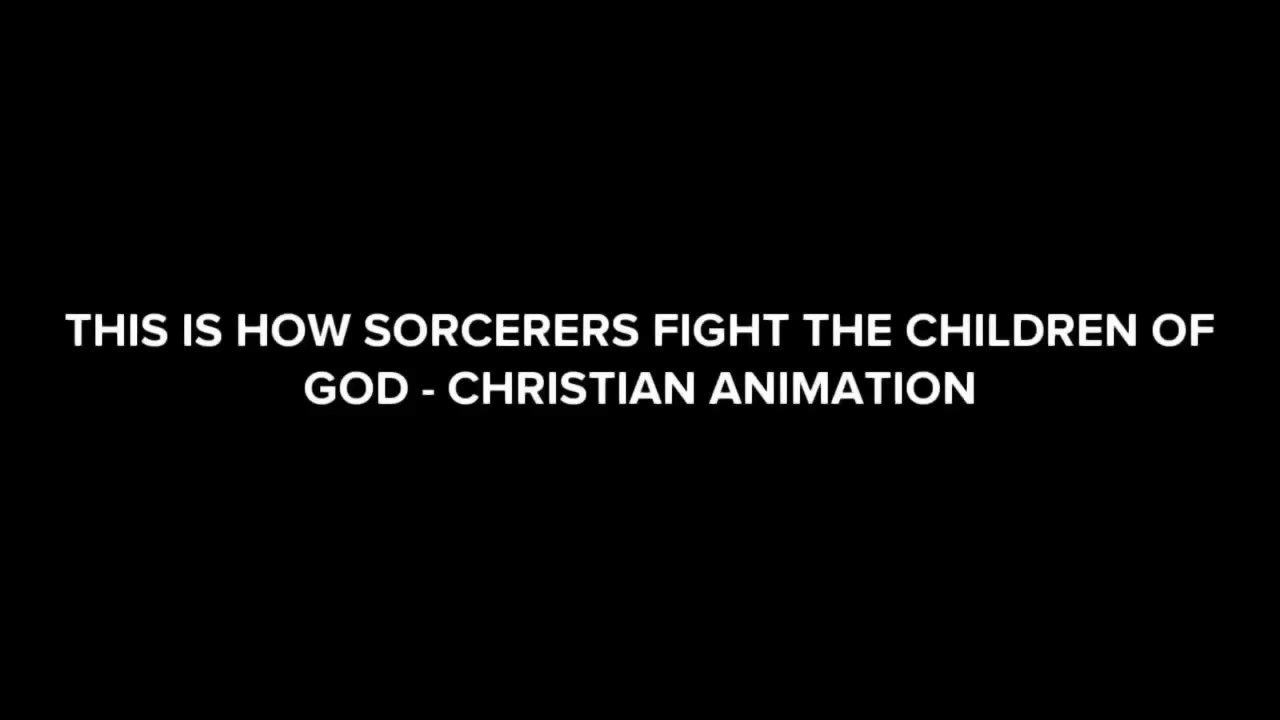 THIS IS HOW SORCERERS FIGHT THE CHILDREN OF
GOD - CHRISTIAN ANIMATION